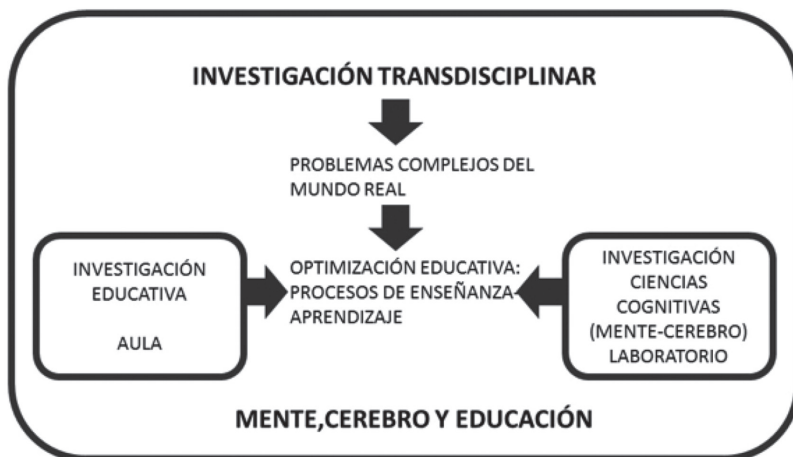 INVESTIGACIÓN TRANSDISCIPLINAR
PROBLEMAS COMPLEJOS DEL
MUNDO REAL
INVESTIGACIÓN
EDUCATIVA
AULA
OPTIMIZACIÓN EDUCATIVA:
PROCESOS DE ENSEÑANZA-
APRENDIZAJE
INVESTIGACIÓN
CIENCIAS
COGNITIVAS
(MENTE-CEREBRO)
LABORATORIO
MENTE,CEREBRO Y EDUCACIÓN